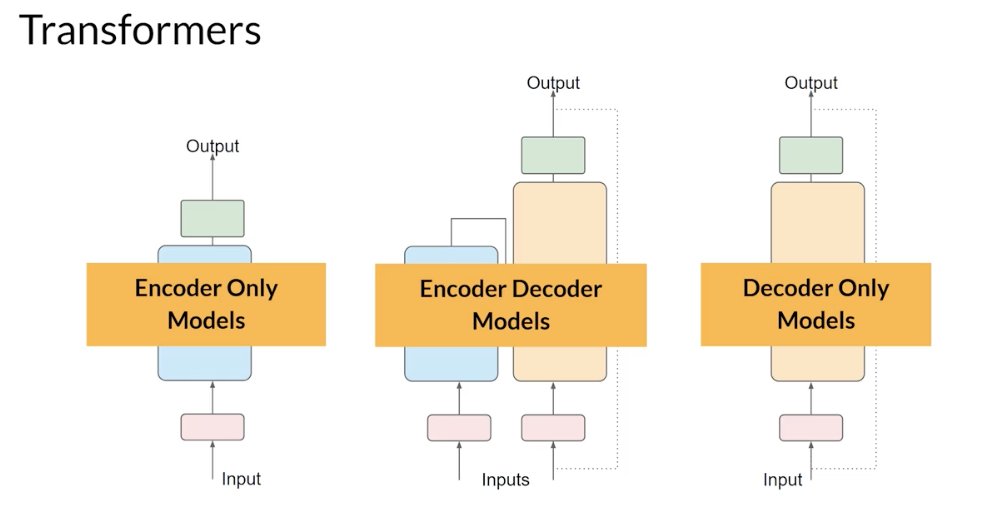 Transformers
Output
Output
Output
Encoder Only
Models
Encoder Decoder
Models
Decoder Only
Models
Input
Inputs
Input